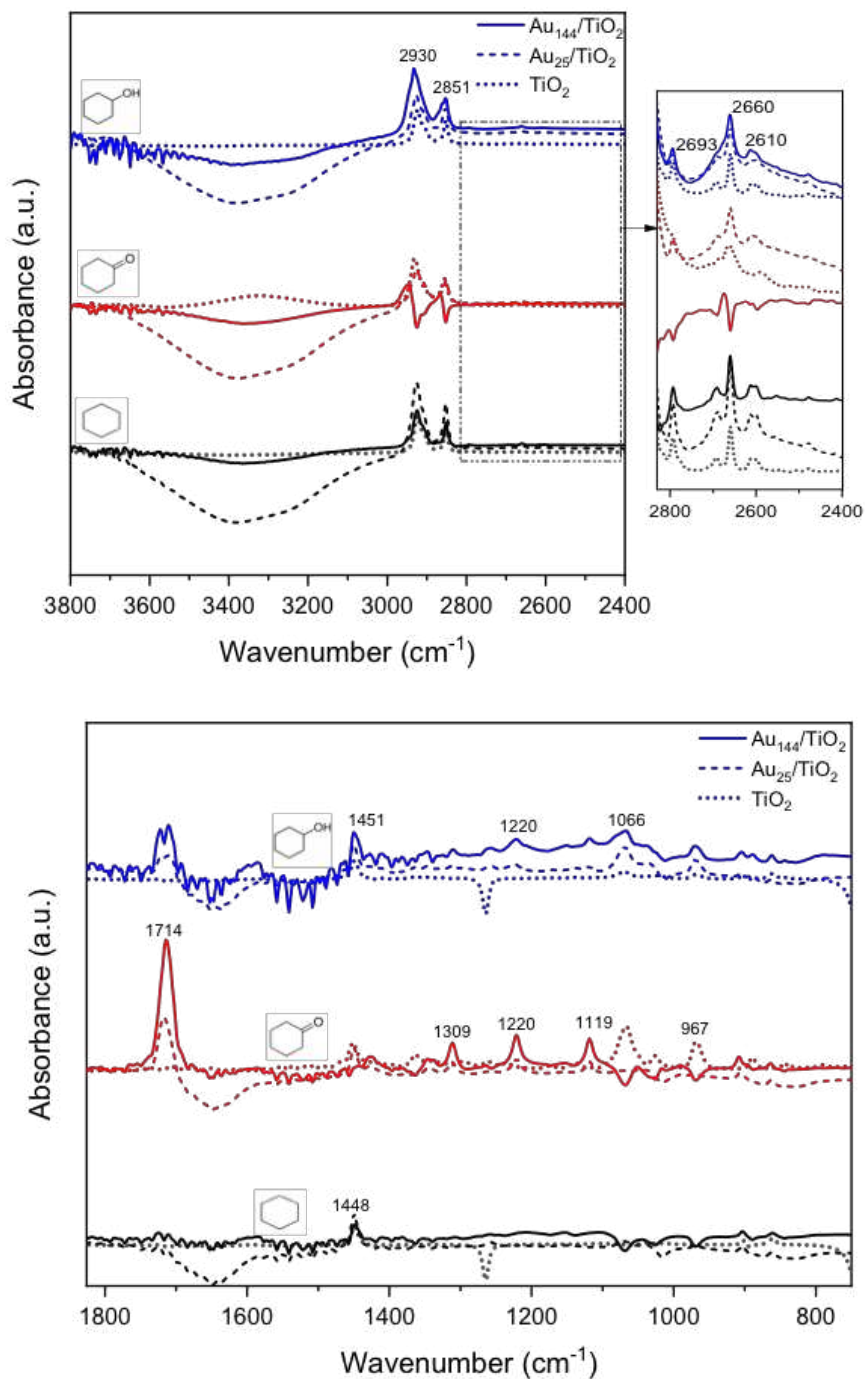 Au144/TiO2
Au25/TiO2
TiO2
2930
2851
OH
O
2660
2693
2610
Absorbance (a.u.)
3800 3600 3400 3200 3000 2800 2600 2400
2800 2600 2400
Wavenumber (cm-1)
Au144/TiO2
Au25/TiO2
TiO2
OH
1451
1220
1066
1714
O
1309
1220
1119
967
1448
Absorbance (a.u.)
1800 1600 1400 1200 1000 800
Wavenumber (cm-1)